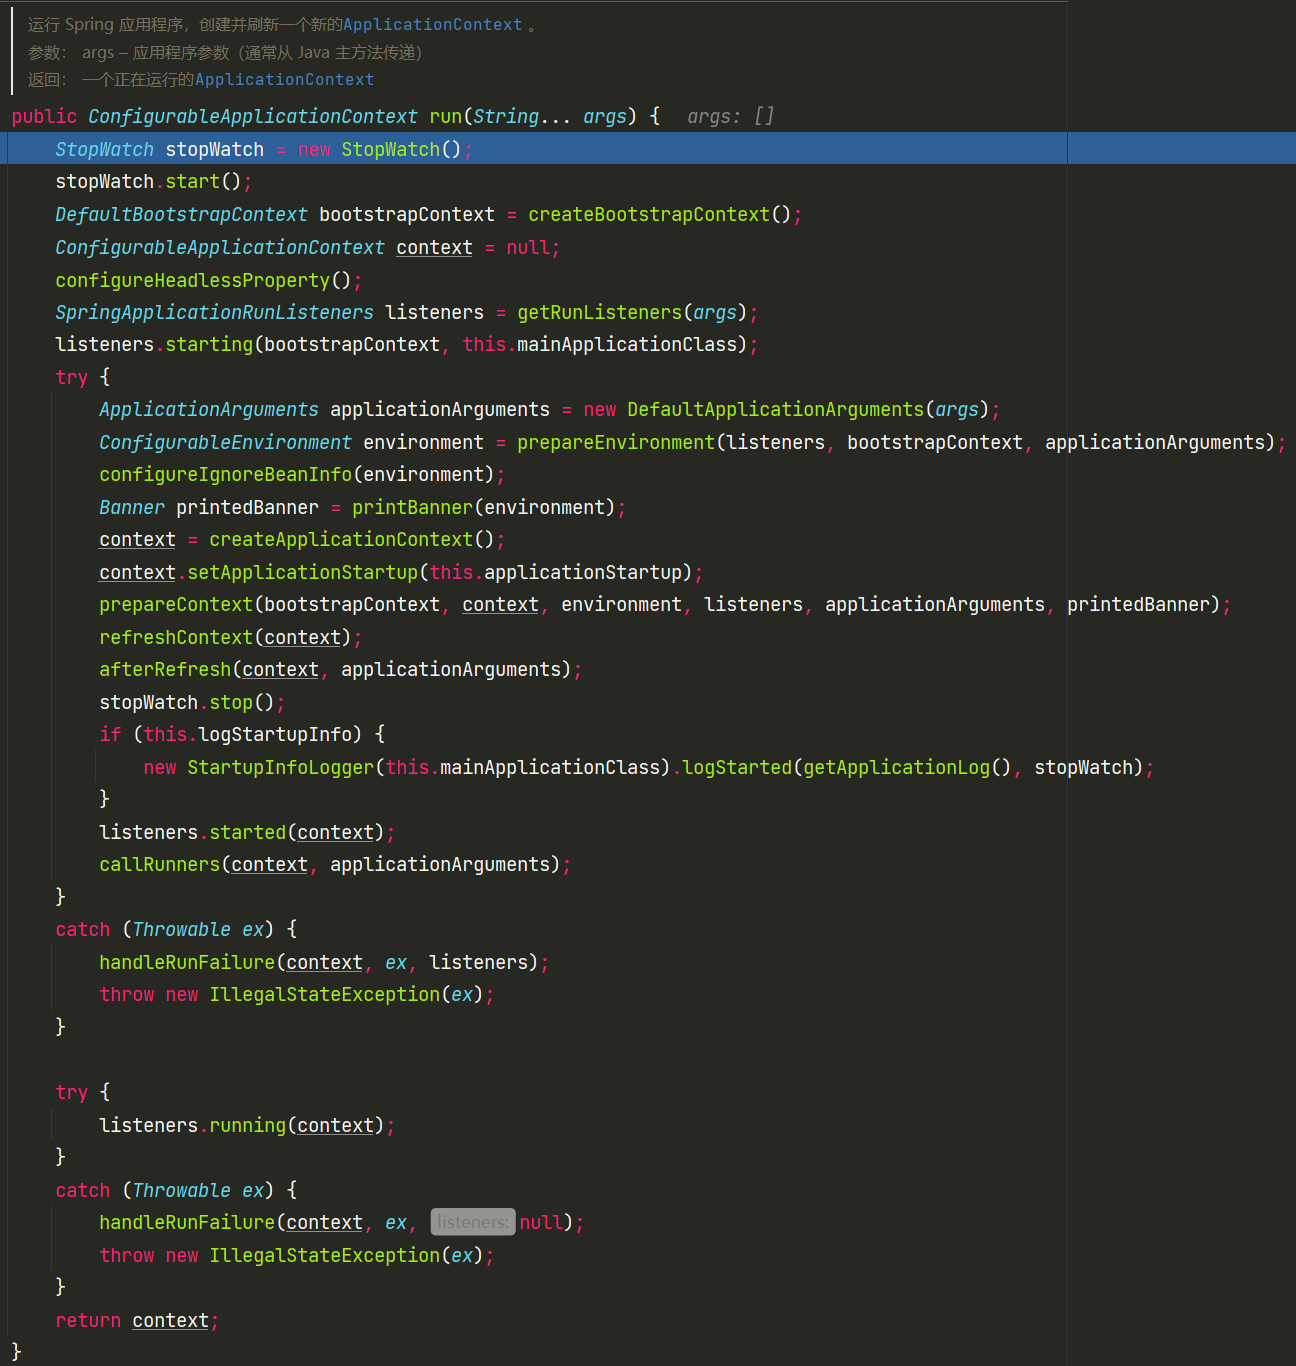 运行 Spring 应用程序，创建并刷新一个新的ApplicationContext 。
参数： args – 应用程序参数（通常从 Java 主方法传递）
返回： 一个正在运行的ApplicationContext
public ConfigurableApplicationContext run(String... args) {  args: []
    StopWatch stopWatch = new StopWatch();
    stopWatch.start();
    DefaultBootstrapContext bootstrapContext = createBootstrapContext();
    ConfigurableApplicationContext context = null;
    configureHeadlessProperty();
    SpringApplicationRunListeners listeners = getRunListeners(args);
    listeners.starting(bootstrapContext, this.mainApplicationClass);
    try {
        ApplicationArguments applicationArguments = new DefaultApplicationArguments(args);
        ConfigurableEnvironment environment = prepareEnvironment(listeners, bootstrapContext, applicationArguments);
        configureIgnoreBeanInfo(environment);
        Banner printedBanner = printBanner(environment);
        context = createApplicationContext();
        context.setApplicationStartup(this.applicationStartup);
        prepareContext(bootstrapContext, context, environment, listeners, applicationArguments, printedBanner);
        refreshContext(context);
        afterRefresh(context, applicationArguments);
        stopWatch.stop();
        if (this.logStartupInfo) {
            new StartupInfoLogger(this.mainApplicationClass).logStarted(getApplicationLog(), stopWatch);
        }
        listeners.started(context);
        callRunners(context, applicationArguments);
    }
    catch (Throwable ex) {
        handleRunFailure(context, ex, listeners);
        throw new IllegalStateException(ex);
    }
    try {
        listeners.running(context);
    }
    catch (Throwable ex) {
        handleRunFailure(context, ex, listeners: null);
        throw new IllegalStateException(ex);
    }
    return context;
}